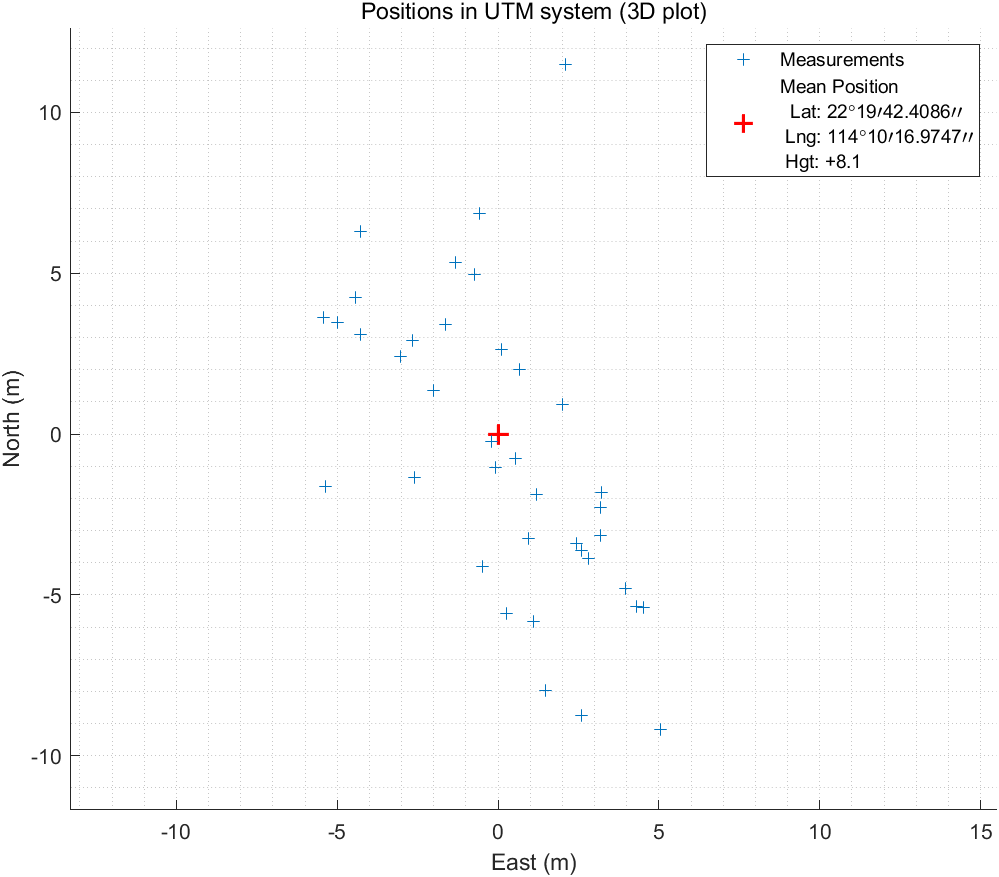 Positions in UTM system (3D plot)
Measurements
Mean Position
Lat: 22°19′42.4086′′
Lng: 114°10′16.9747′′
Hgt: +8.1
10
5
0
-5
-10
North (m)
-10
-5
0
5
10
15
East (m)